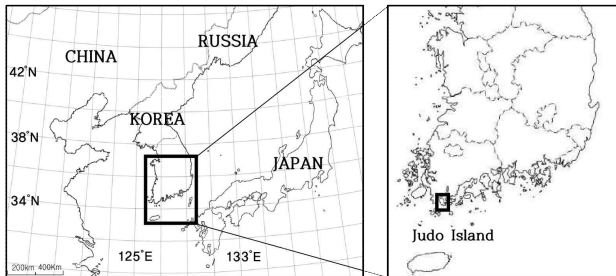 RUSSIA
CHINA
42°N
KOREA
38°N
JAPAN
34°N
125°E
133°E
200km 400Km
Judo Island